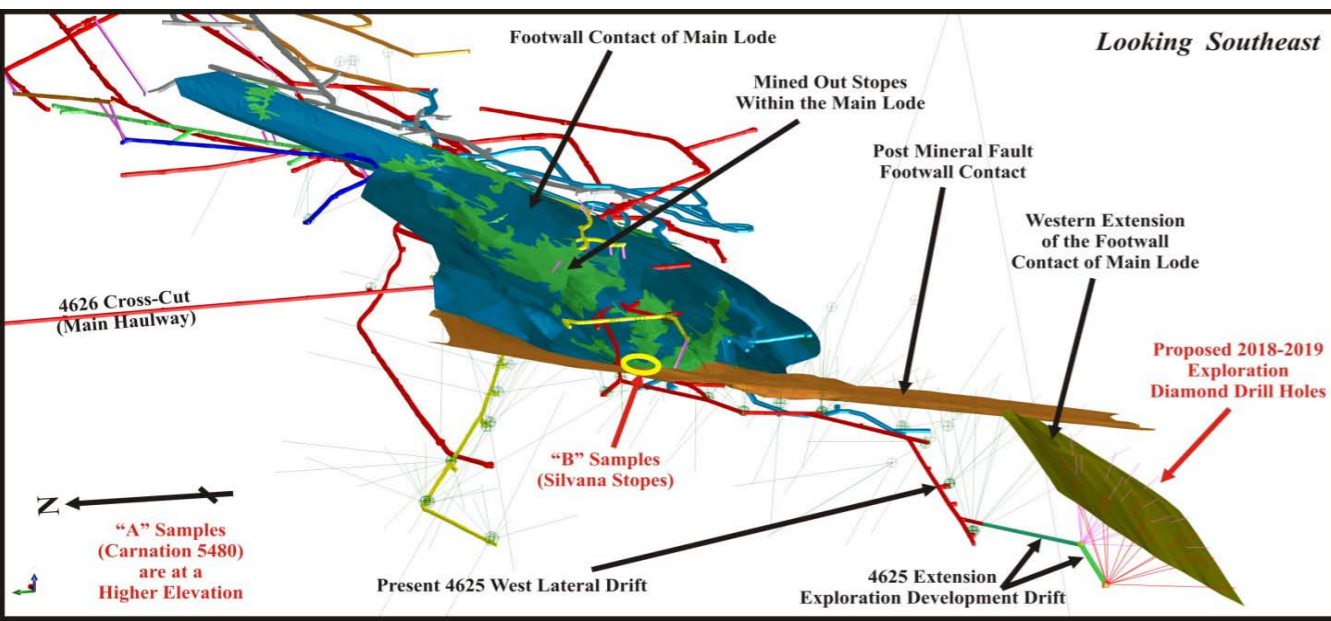 Looking Southeast
Footwall Contact of Main Lode
Mined Out Stopes
Within the Main Lode
Post Mineral Fault
Footwall Contact
Western Extension
of the Footwall
Contact of Main Lode
4626 Cross-Cut
(Main Haulway)
Proposed 2018-2019
Exploration
Diamond Drill Holes
“B” Samples
(Silvana Stopes)
N
“A” Samples
(Carnation 5480)
are at a
Higher Elevation
Present 4625 West Lateral Drift
4625 Extension
Exploration Development Drift